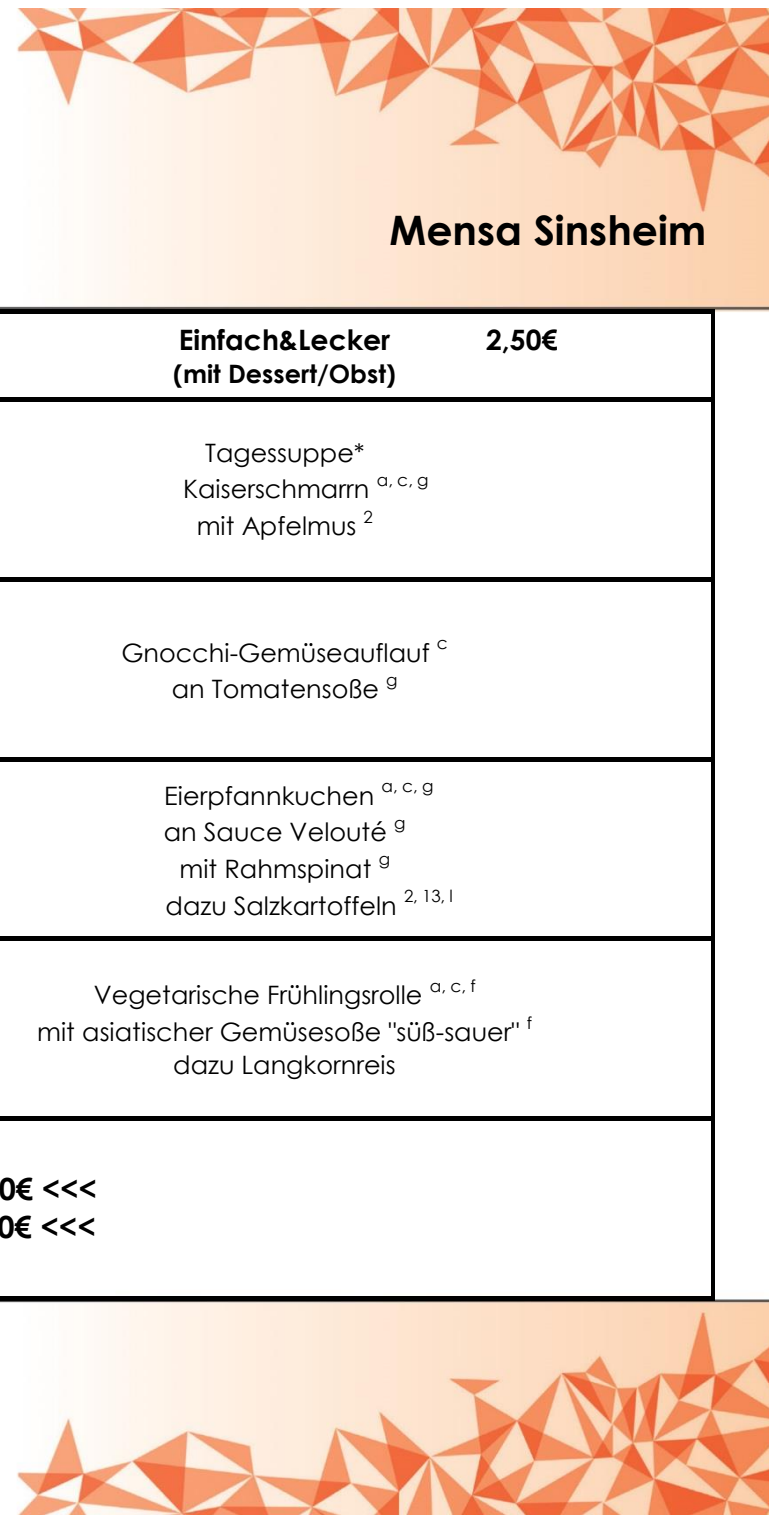 Mensa Sinsheim
Einfach&Lecker 2,50€
(mit Dessert/Obst)
Tagessuppe*
Kaiserschmarrn a, c, g
mit Apfelmus 2
Gnocchi-Gemüseauflauf c
an Tomatensoße g
Eierpfannkuchen a, c, g
an Sauce Velouté g
mit Rahmspinat g
dazu Salzkartoffeln 2, 13, l
Vegetarische Frühlingsrolle a, c, f
mit asiatischer Gemüsesoße "süß-sauer" f
dazu Langkornreis
0€ <<<
0€ <<<